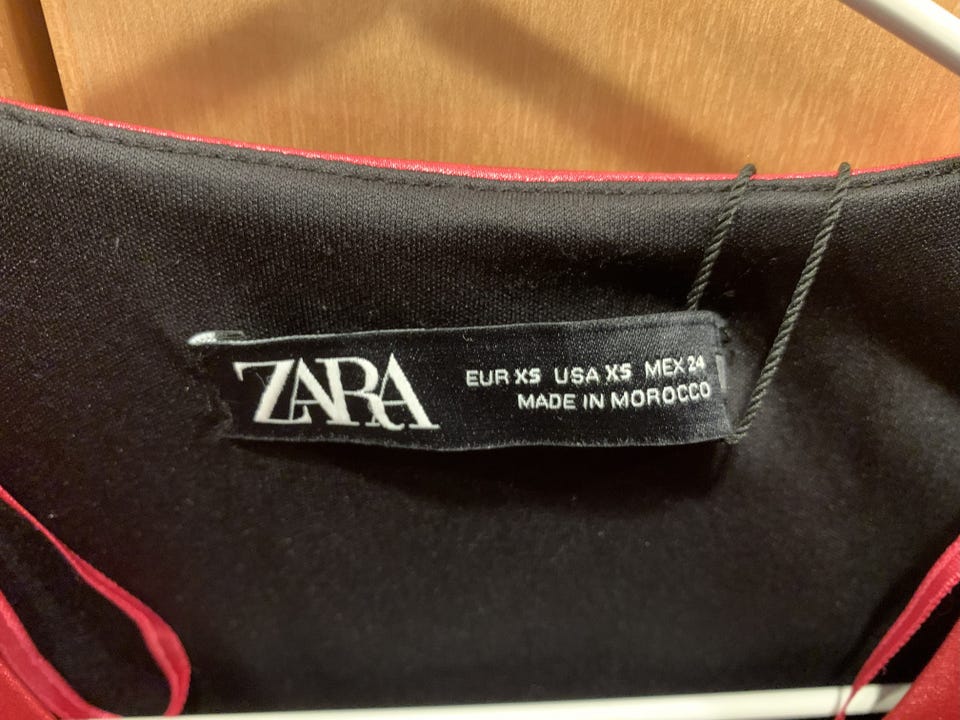 ZARA
EUR XS USA XS MEX 24
MADE IN MOROCCO